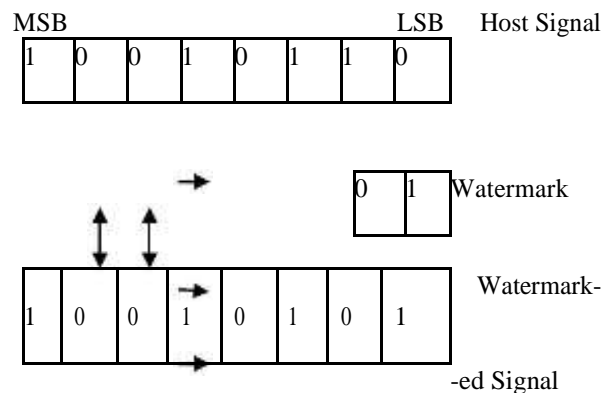 MSB LSB Host Signal
1 0 0 1 0 1 1 0
0 1 Watermark
Watermark-
1 0 0 1 0 1 0 1
-ed Signal